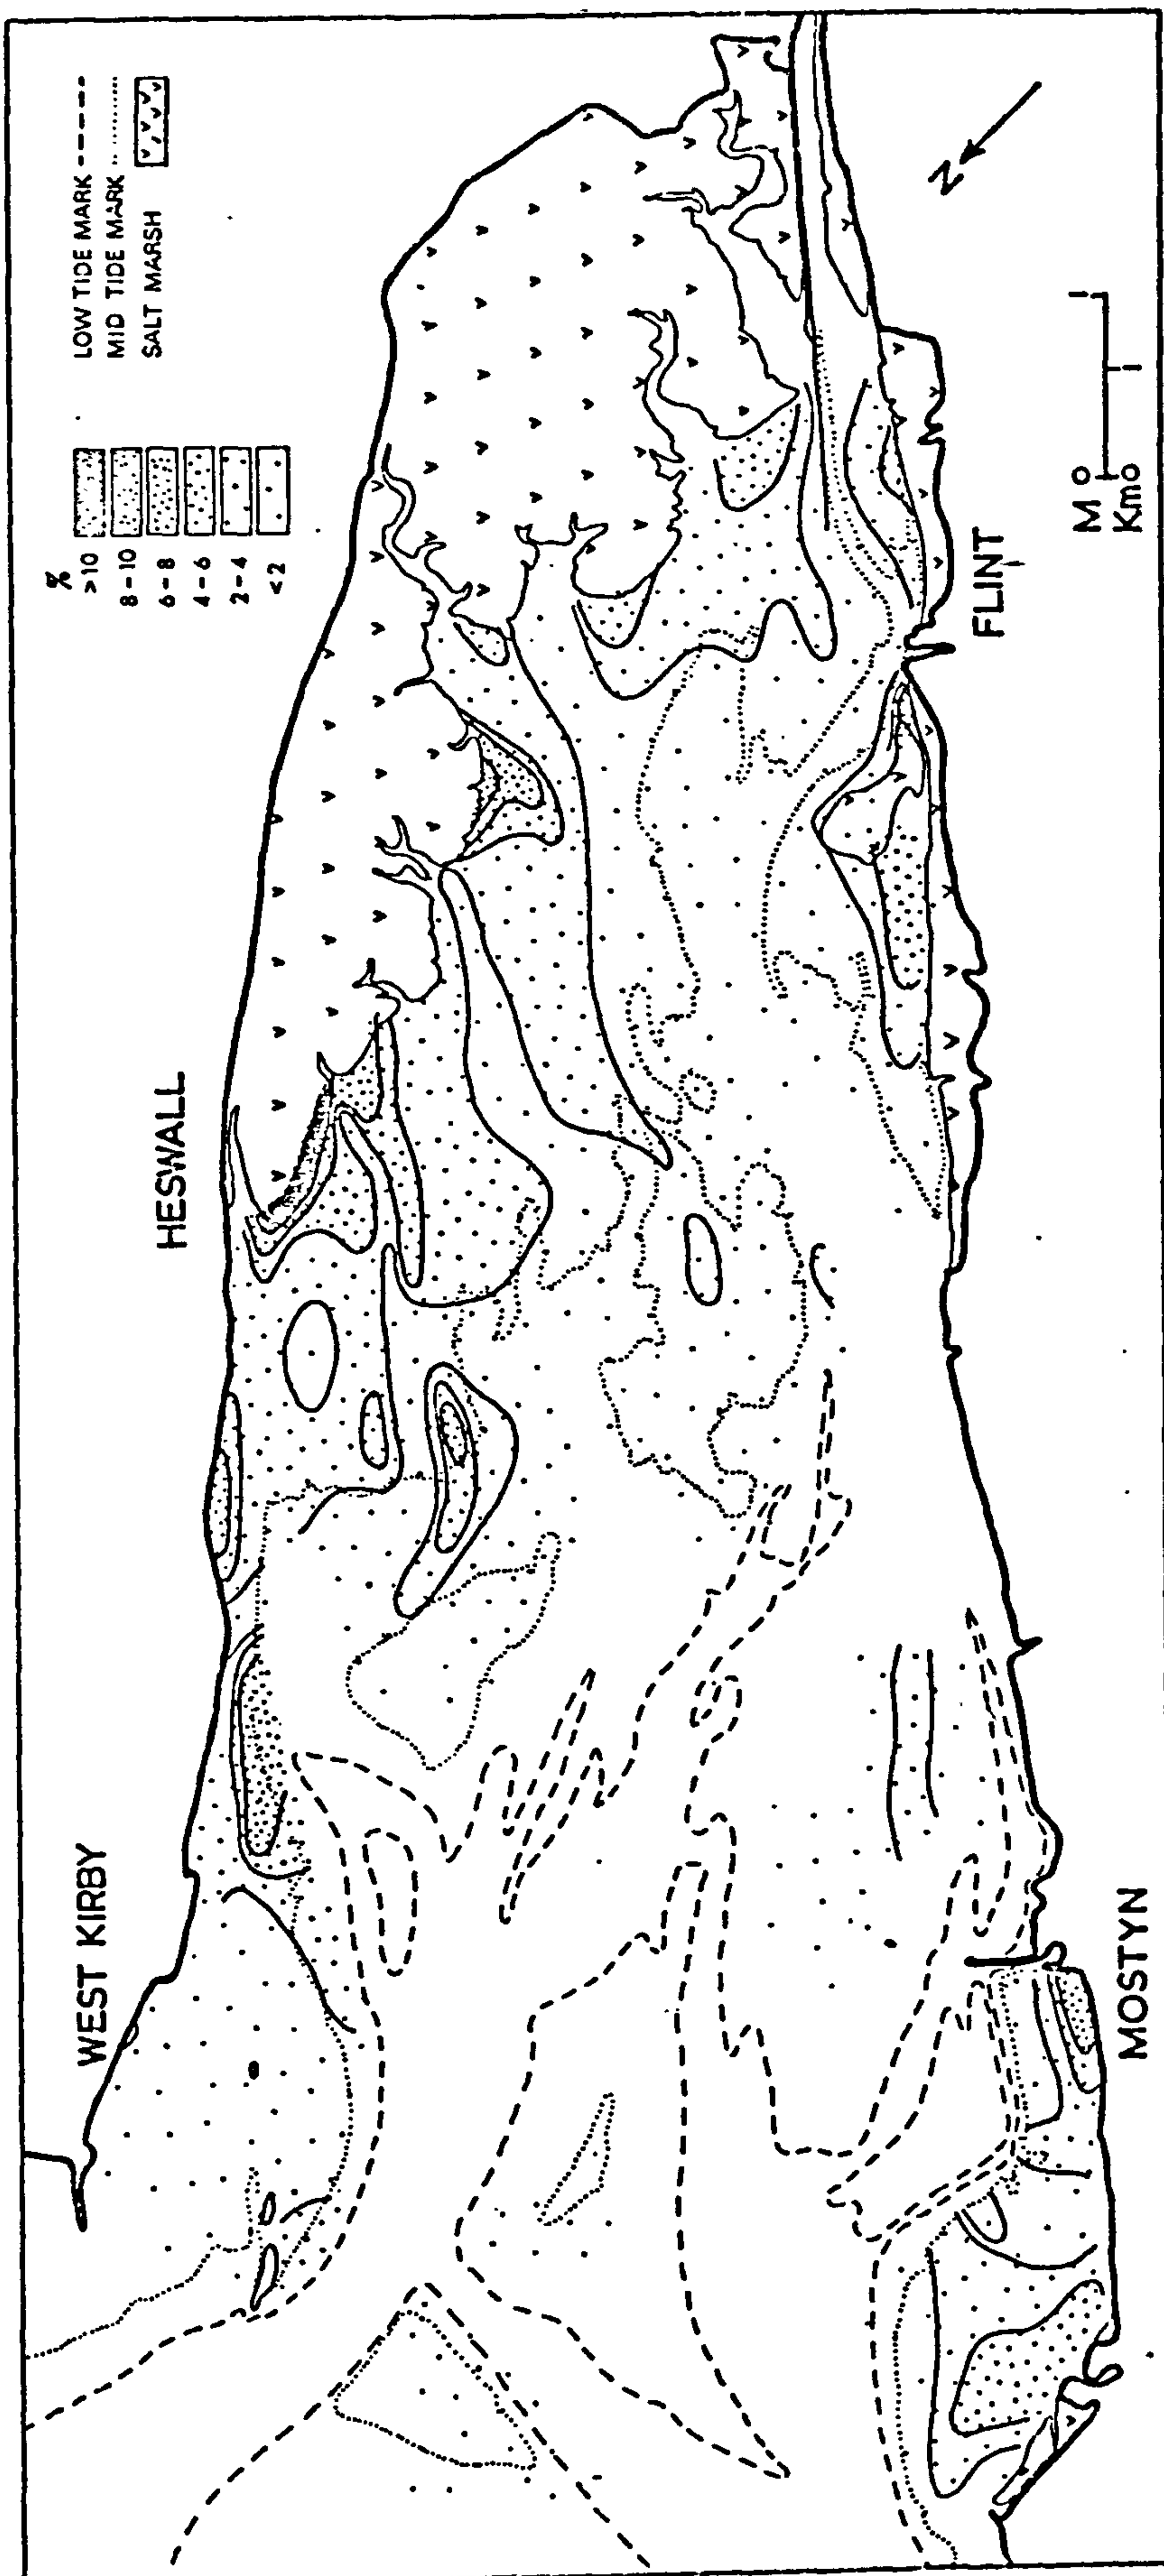 LOW TIDE MARK
MID TIDE MARK
SALT MARSH
%
>10
8-10
6-8
4-6
2-4
<2
N
HESWALL
WEST KIRBY
FLINT
MOSTYN
M 0 1
Km 0 1